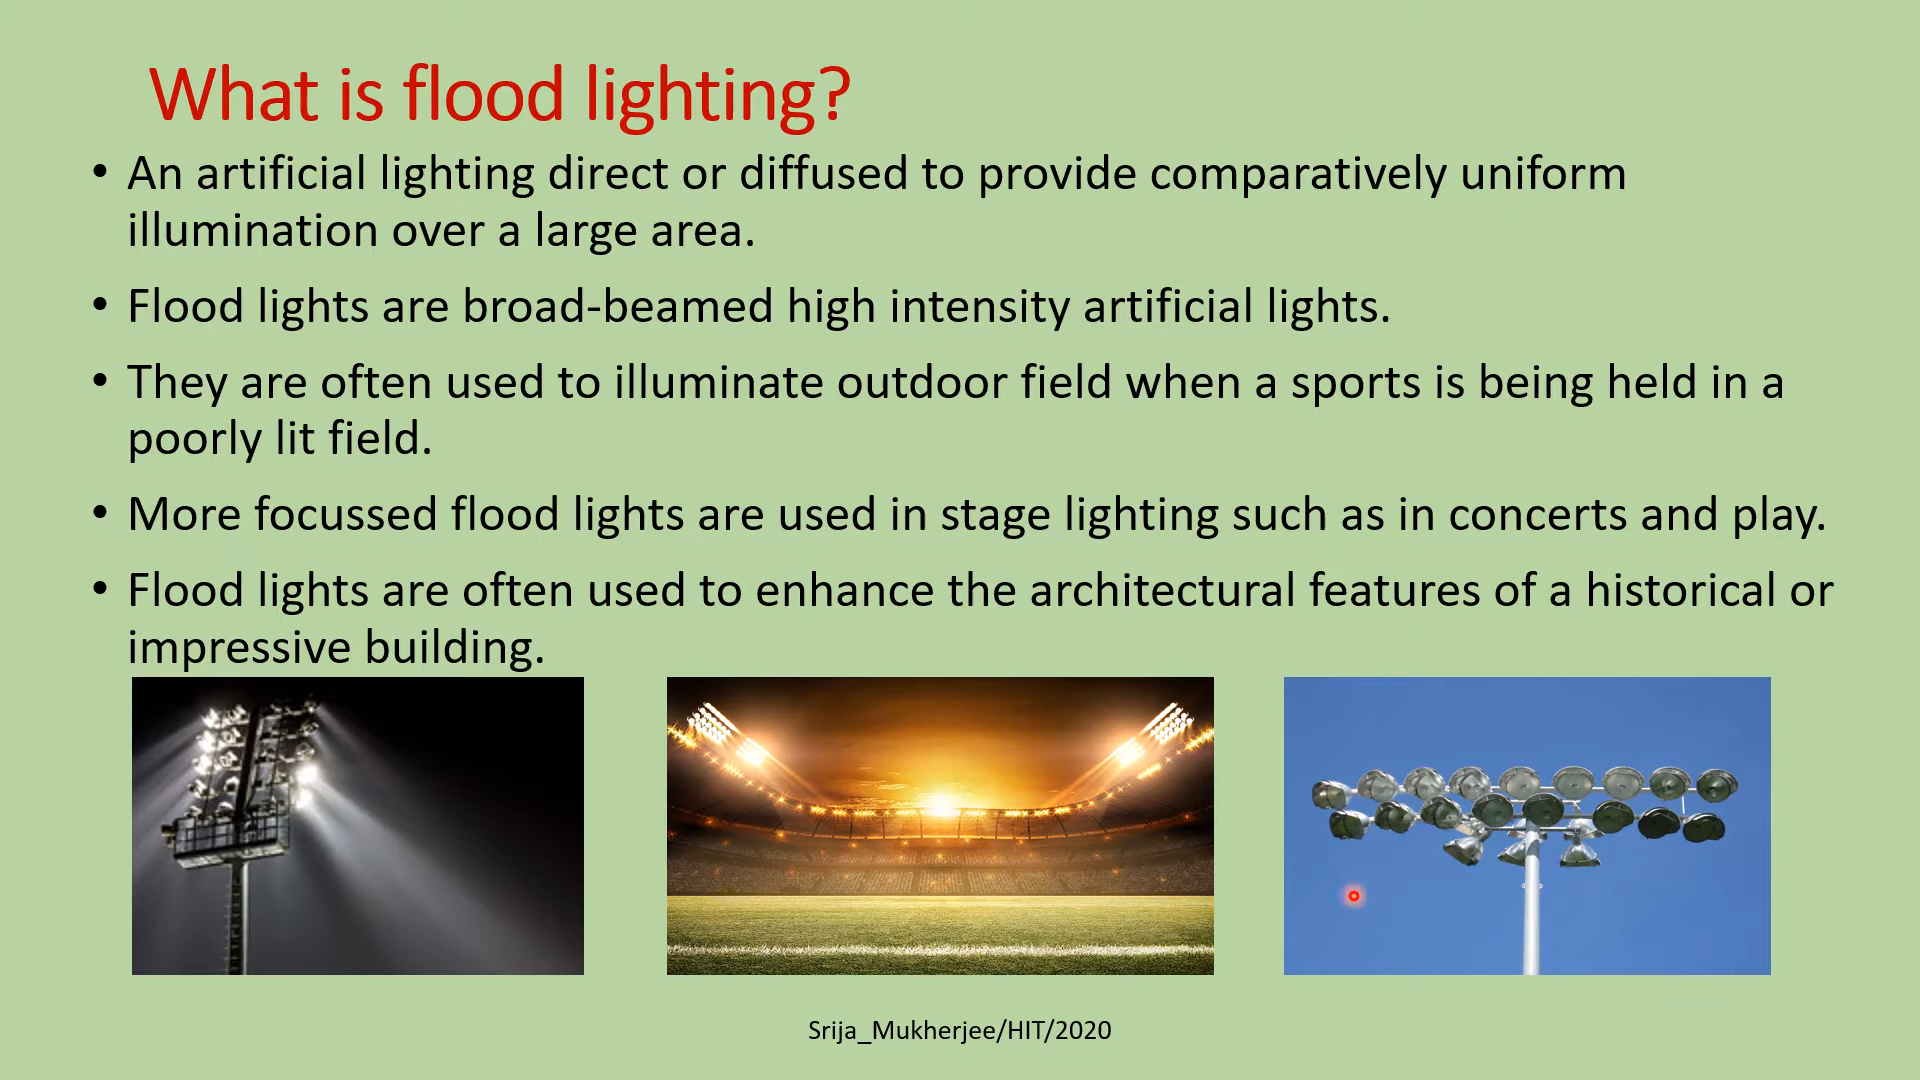 What is flood lighting?
• An artificial lighting direct or diffused to provide comparatively uniform
illumination over a large area.
• Flood lights are broad-beamed high intensity artificial lights.
• They are often used to illuminate outdoor field when a sports is being held in a
poorly lit field.
• More focussed flood lights are used in stage lighting such as in concerts and play.
• Flood lights are often used to enhance the architectural features of a historical or
impressive building.
Srija_Mukherjee/HIT/2020